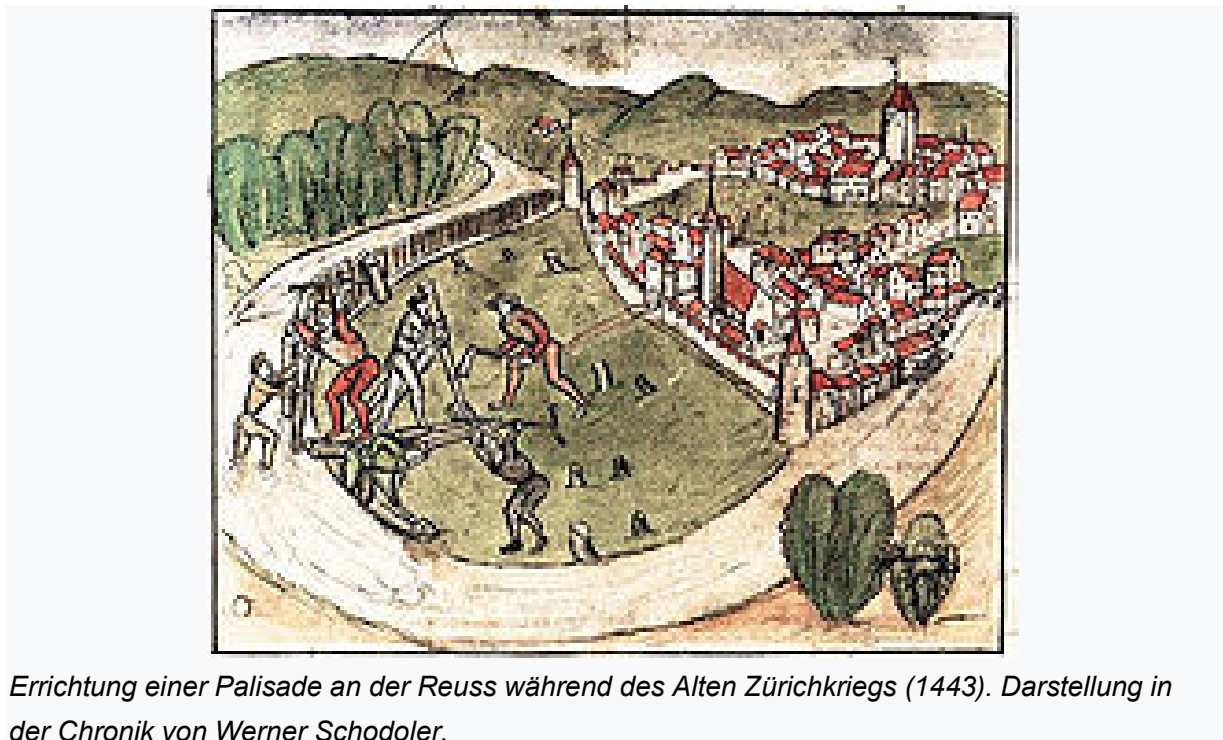 Errichtung einer Palisade an der Reuss während des Alten Zürichkriegs (1443). Darstellung in
der Chronik von Werner Schodoler.